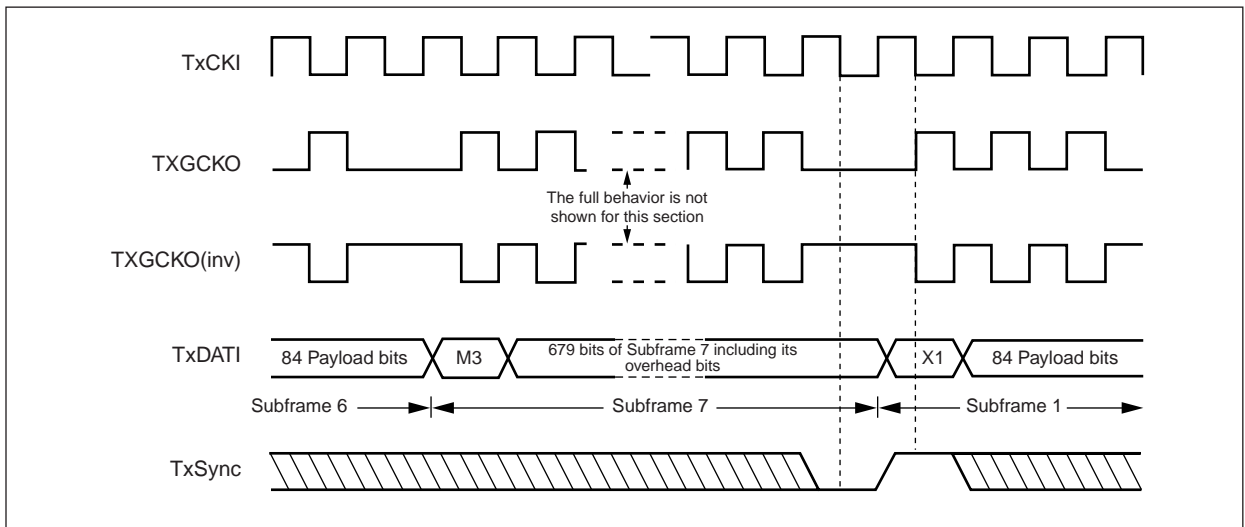 TxCKI
TXGCKO
The full behavior is not
shown for this section
TXGCKO(inv)
TxDATI
84 Payload bits
M3
679 bits of Subframe 7 including its
overhead bits
X1
84 Payload bits
Subframe 6
Subframe 7
Subframe 1
TxSync